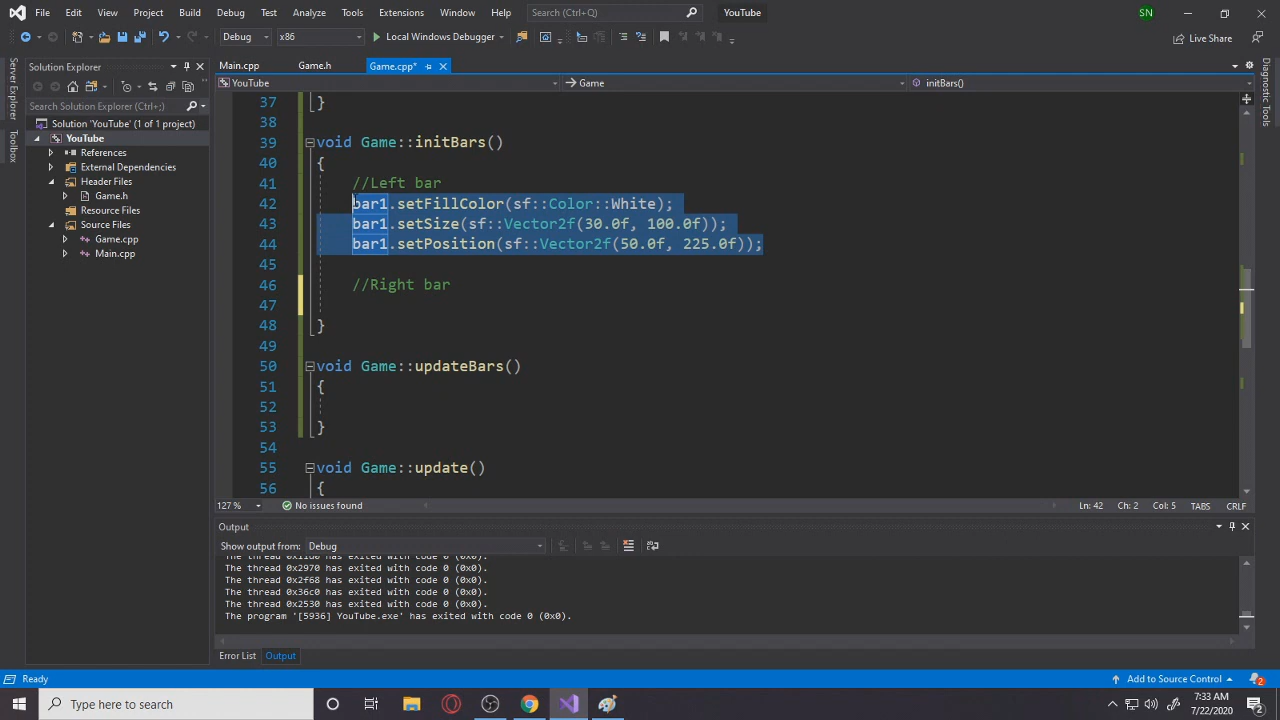 File Edit View Project Build Debug Test Analyze Tools Extensions Window Help Search (Ctrl+Q) YouTube SN
Debug x86 Local Windows Debugger Live Share
Server Explorer
Toolbox
Solution Explorer
Search Solution Explorer (Ctrl+;)
Solution 'YouTube' (1 of 1 project)
YouTube
References
External Dependencies
Header Files
Game.h
Resource Files
Source Files
Game.cpp
Main.cpp
Main.cpp Game.h Game.cpp*
YouTube Game initBars()
37 }
38
39 void Game::initBars()
40 {
41 //Left bar
42 bar1.setFillColor(sf::Color::White);
43 bar1.setSize(sf::Vector2f(30.0f, 100.0f));
44 bar1.setPosition(sf::Vector2f(50.0f, 225.0f));
45
46 //Right bar
47
48 }
49
50 void Game::updateBars()
51 {
52
53 }
54
55 void Game::update()
56 {
127 % No issues found Ln: 42 Ch: 2 Col: 5 TABS CRLF
Diagnostic Tools
Output
Show output from: Debug
The thread 0x2970 has exited with code 0 (0x0).
The thread 0x2f68 has exited with code 0 (0x0).
The thread 0x36c0 has exited with code 0 (0x0).
The thread 0x2530 has exited with code 0 (0x0).
The program '[5936] YouTube.exe' has exited with code 0 (0x0).
Error List Output
Ready Add to Source Control 2
Type here to search
7:33 AM
7/22/2020
2